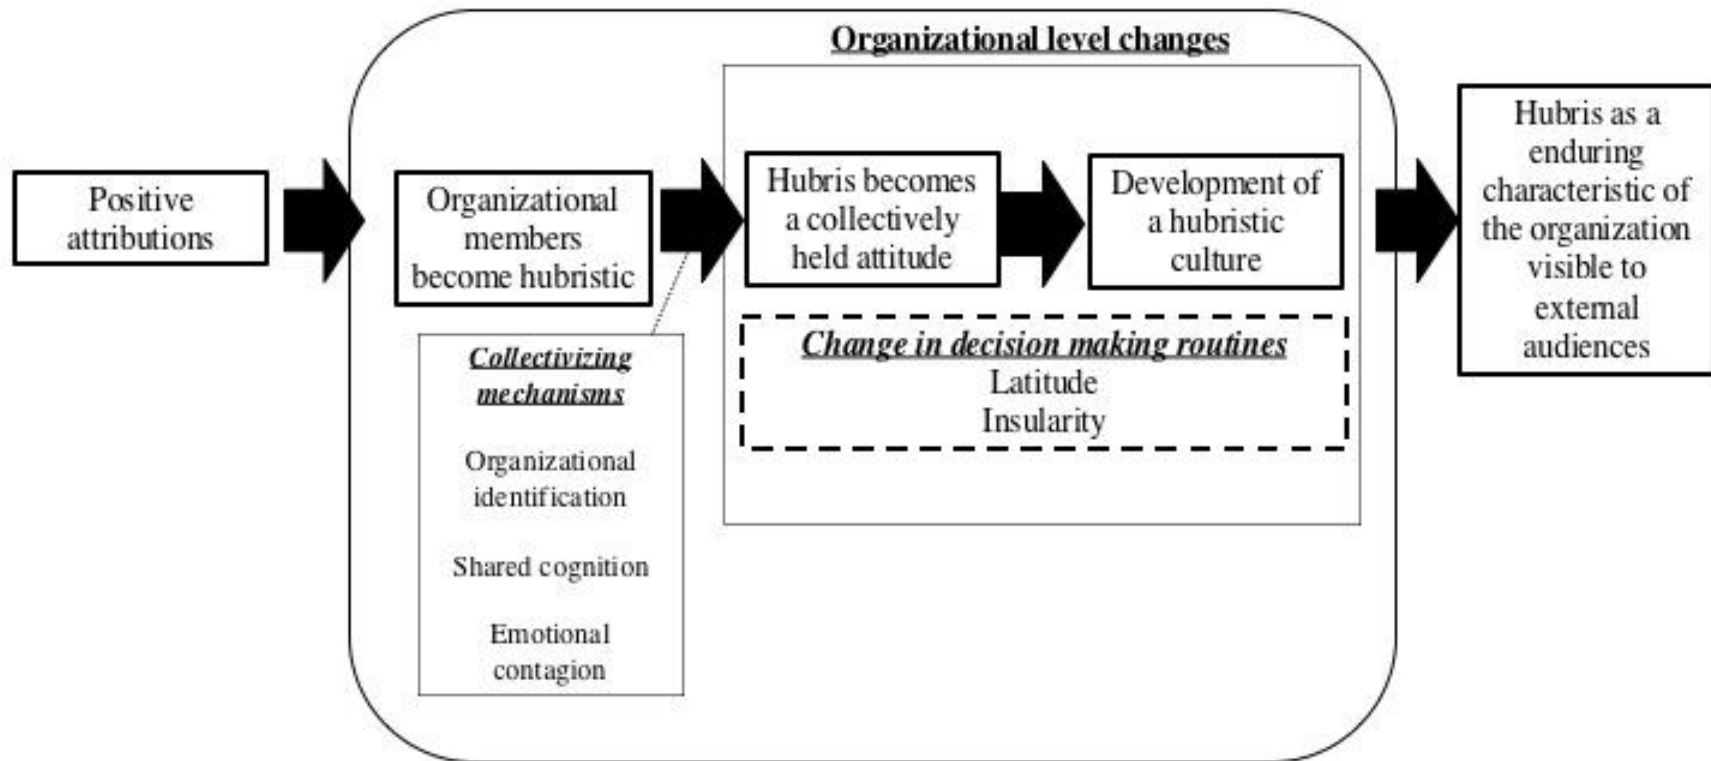 Organizational level changes
Positive
attributions
Organizational
members
become hubristic
Hubris becomes
a collectively
held attitude
Development of
a hubristic
culture
Hubris as a
enduring
characteristic of
the organization
visible to
external
audiences
Collectivizing
mechanisms
Organizational
identification
Shared cognition
Emotional
contagion
Change in decision making routines
Latitude
Insularity